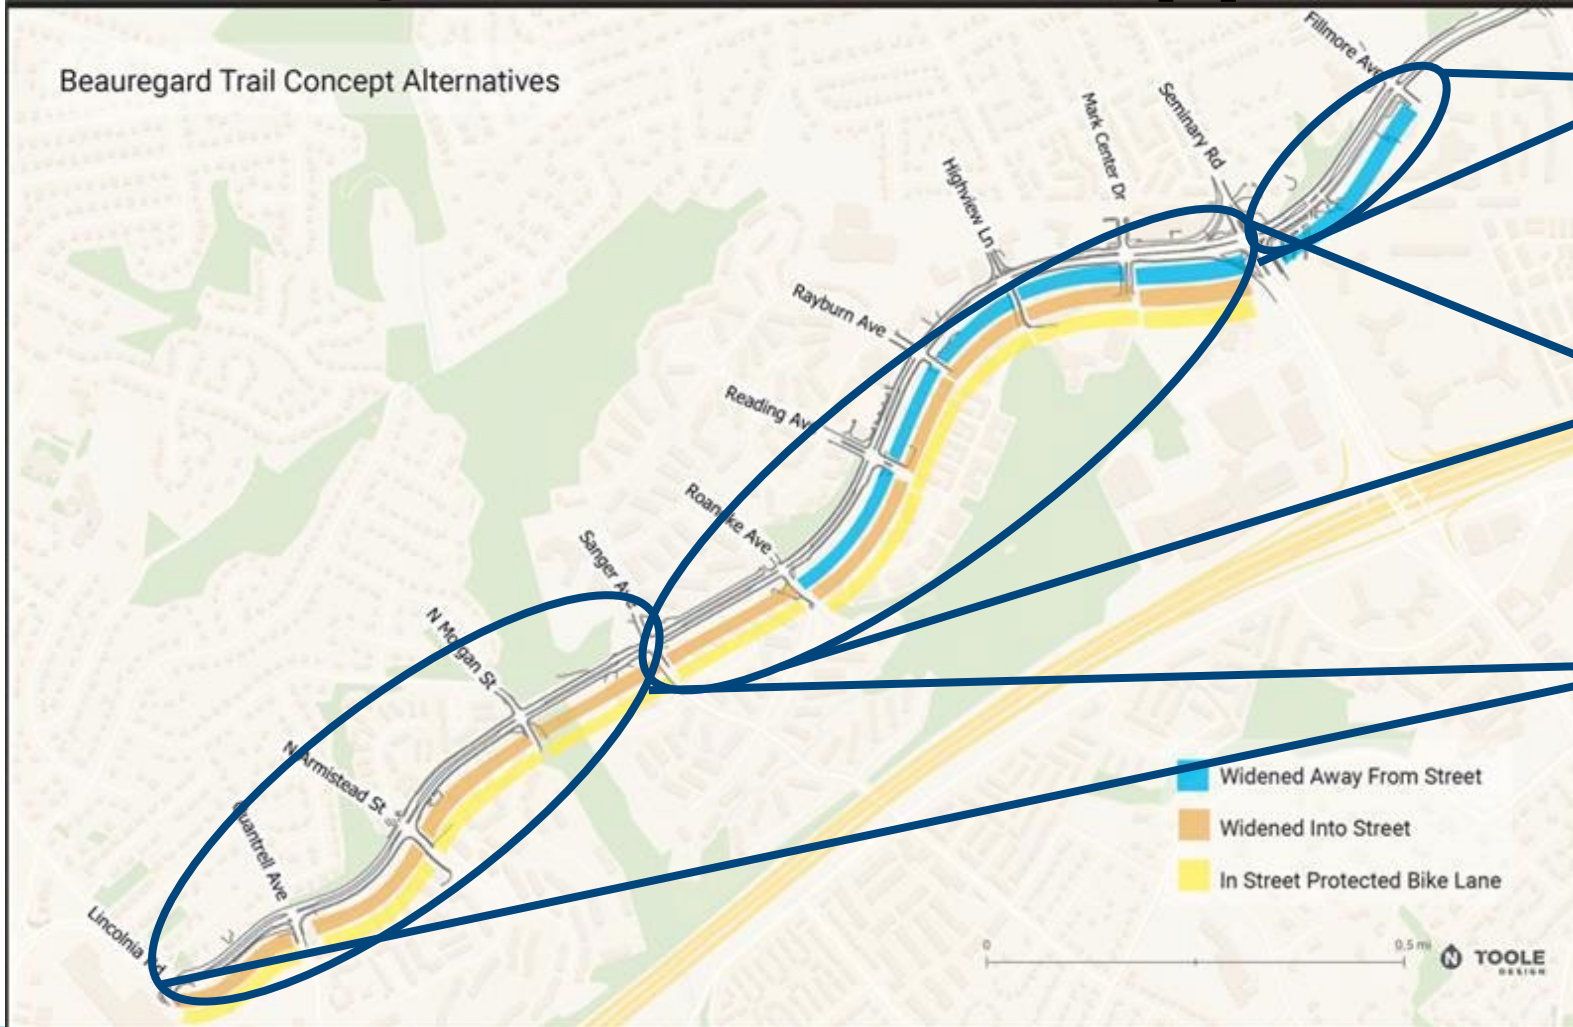 Beauregard Trail Concept Alternatives
Fillmore Ave
Seminary Rd
Mark Center Dr
Highview Ln
Rayburn Ave
Reading Ave
Roanoke Ave
Sanger Ave
N Morgan St
N Armistead St
Quantrell Ave
Lincolnia Rd
Widened Away From Street
Widened Into Street
In Street Protected Bike Lane
0
0.5 mi
N TOOLE
DESIGN